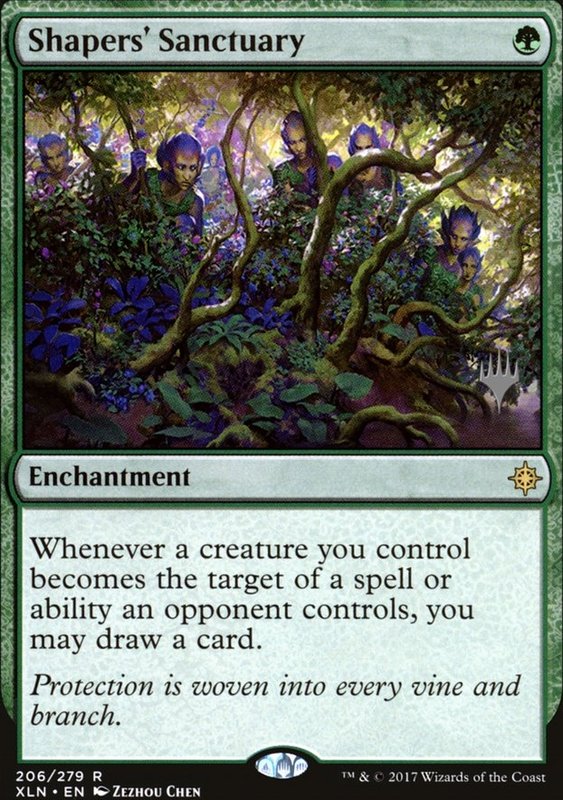 Shapers' Sanctuary
Enchantment
Whenever a creature you control
becomes the target of a spell or
ability an opponent controls, you
may draw a card.
Protection is woven into every vine and
branch.
206/279 R
XLN • EN Zezhou Chen
™ & © 2017 Wizards of the Coast